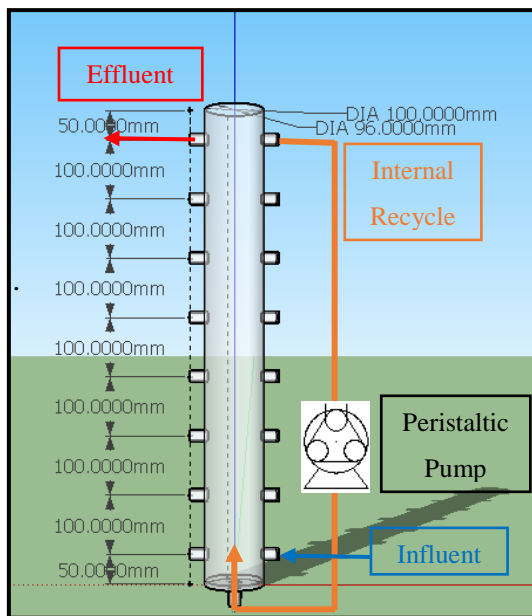 Effluent
DIA 100.0000mm
DIA 96.0000mm
50.0000mm
Internal
Recycle
100.0000mm
100.0000mm
100.0000mm
100.0000mm
100.0000mm
Peristaltic
Pump
100.0000mm
100.0000mm
Influent
50.0000mm